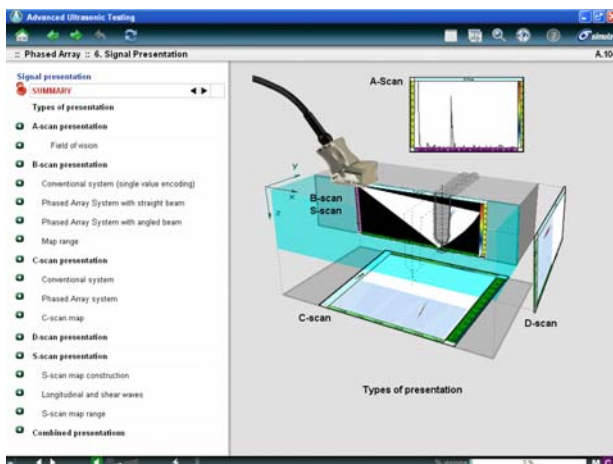 Advanced Ultrasonic Testing
:: Phased Array :: 6. Signal Presentation
Signal presentation
SUMMARY
Types of presentation
A-scan presentation
Field of vision
B-scan presentation
Conventional system (single value encoding)
Phased Array System with straight beam
Phased Array System with angled beam
Map range
C-scan presentation
Conventional system
Phased Array system
C-scan map
D-scan presentation
S-scan presentation
S-scan map construction
Longitudinal and shear waves
S-scan map range
Combined presentations
A-Scan
y
x
z
B-scan
S-scan
C-scan
D-scan
Types of presentation